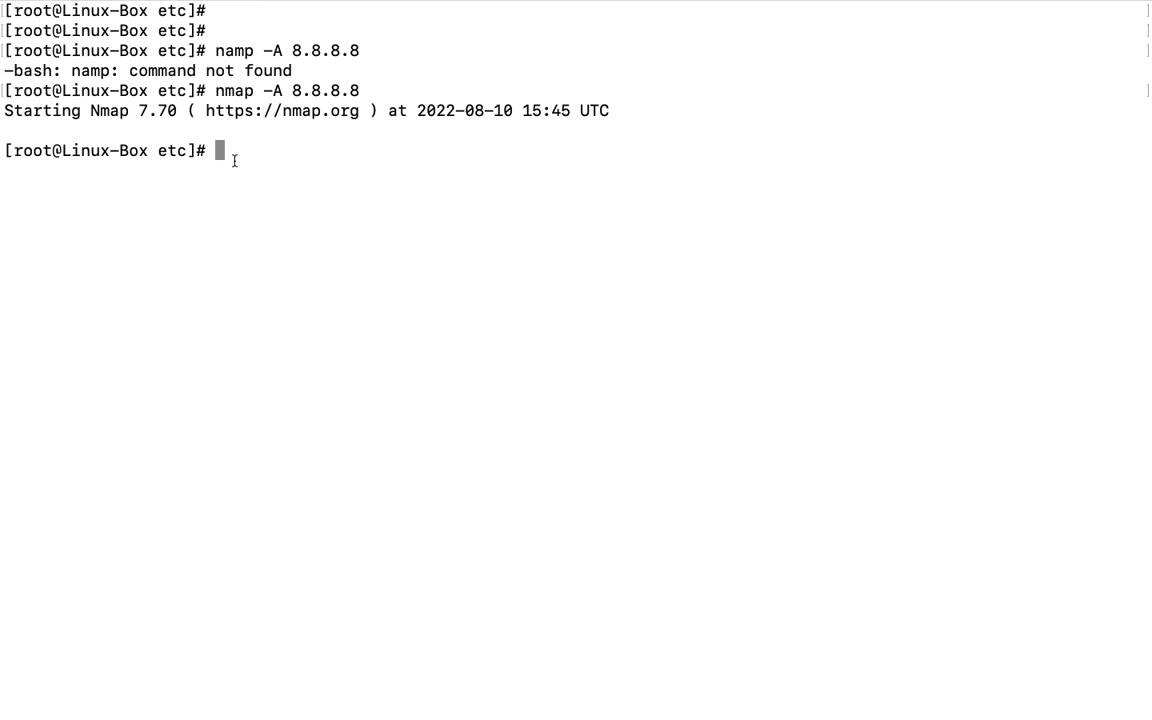 [root@Linux-Box etc]#
[root@Linux-Box etc]#
[root@Linux-Box etc]# namp -A 8.8.8.8
-bash: namp: command not found
[root@Linux-Box etc]# nmap -A 8.8.8.8
Starting Nmap 7.70 ( https://nmap.org ) at 2022-08-10 15:45 UTC
[root@Linux-Box etc]#